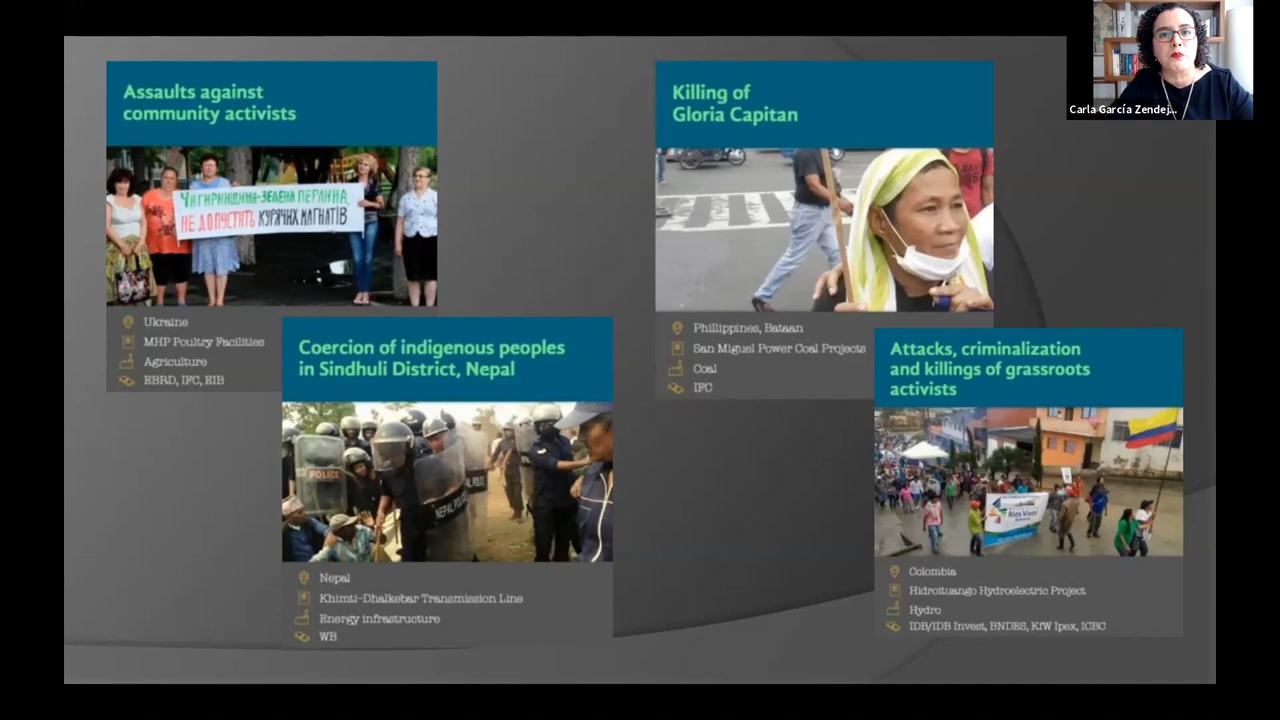 Assaults against
community activists
ЧИГИРИНЩИНА-ЗЕЛЕНА ПЕРЛИНА
НЕ ДОПУСТІТЬ КУРЯЧИХ МАГНАТІВ
Ukraine
MHP Poultry Facilities
Agriculture
EBRD, IFC, EIB
Coercion of indigenous peoples
in Sindhuli District, Nepal
POLICE
NEPAL POLICE
Nepal
Khimti-Dhalkebar Transmission Line
Energy infrastructure
WB
Killing of
Gloria Capitan
Phillippines, Bataan
San Miguel Power Coal Projects
Coal
IFC
Attacks, criminalization
and killings of grassroots
activists
Ríos Vivos
Colombia
Hidroituango Hydroelectric Project
Hydro
IDB/IDB Invest, BNDES, KfW Ipex, ICBC
Carla García Zendej...